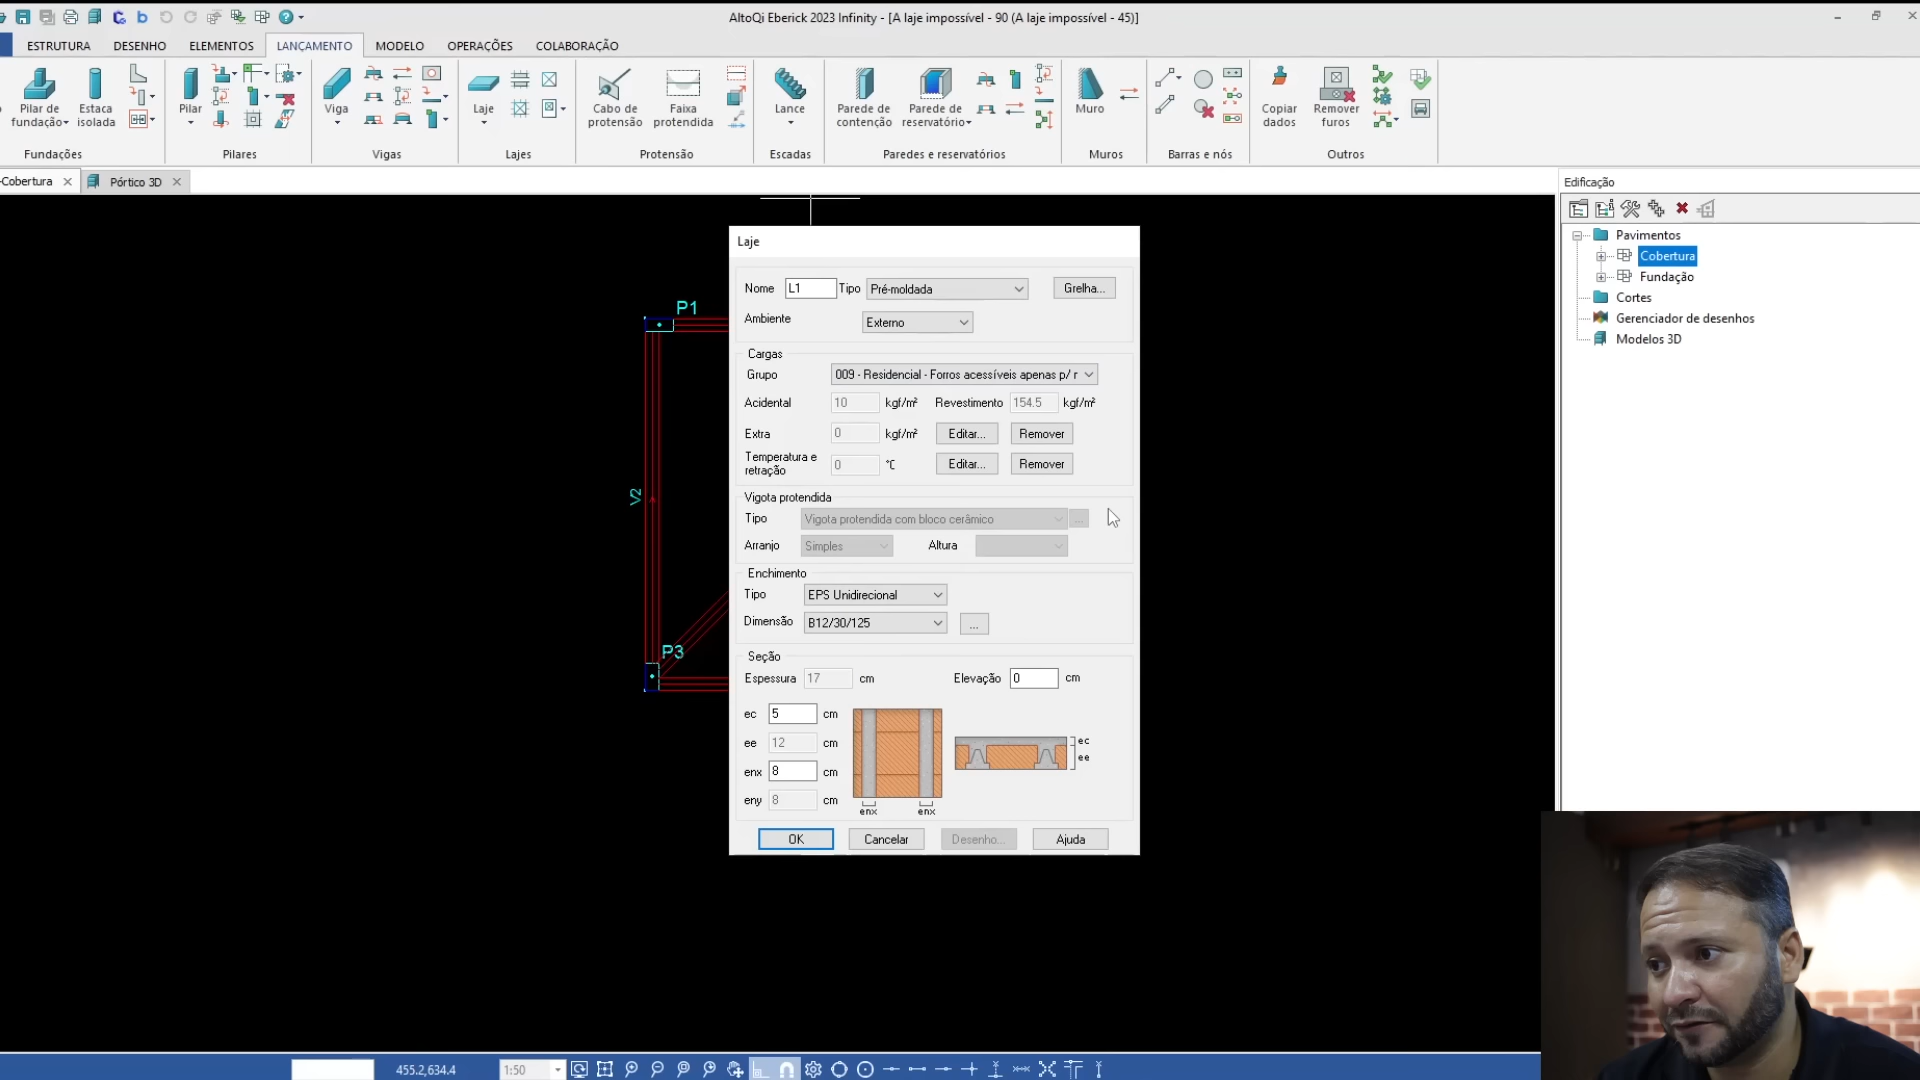 AltoQi Eberick 2023 Infinity - [A laje impossível - 90 (A laje impossível - 45)]
ESTRUTURA DESENHO ELEMENTOS LANÇAMENTO MODELO OPERAÇÕES COLABORAÇÃO
Pilar de fundação Estaca isolada Pilar Viga Laje Cabo de protensão Faixa protendida Lance Parede de contenção Parede de reservatório Muro Copiar dados Remover furos
Fundações Pilares Vigas Lajes Protensão Escadas Paredes e reservatórios Muros Barras e nós Outros
-Cobertura Pórtico 3D
Edificação
Pavimentos
Cobertura
Fundação
Cortes
Gerenciador de desenhos
Modelos 3D
P1
V2
P3
Laje
Nome L1 Tipo Pré-moldada Grelha...
Ambiente Externo
Cargas
Grupo 009 - Residencial - Forros acessíveis apenas p/ r
Acidental 10 kgf/m² Revestimento 154.5 kgf/m²
Extra 0 kgf/m² Editar... Remover
Temperatura e retração 0 °C Editar... Remover
Vigota protendida
Tipo Vigota protendida com bloco cerâmico ...
Arranjo Simples Altura
Enchimento
Tipo EPS Unidirecional
Dimensão B12/30/125 ...
Seção
Espessura 17 cm Elevação 0 cm
ec 5 cm
ee 12 cm
enx 8 cm
eny 8 cm
ec
ee
enx enx
OK Cancelar Desenho... Ajuda
455.2,634.4 1:50